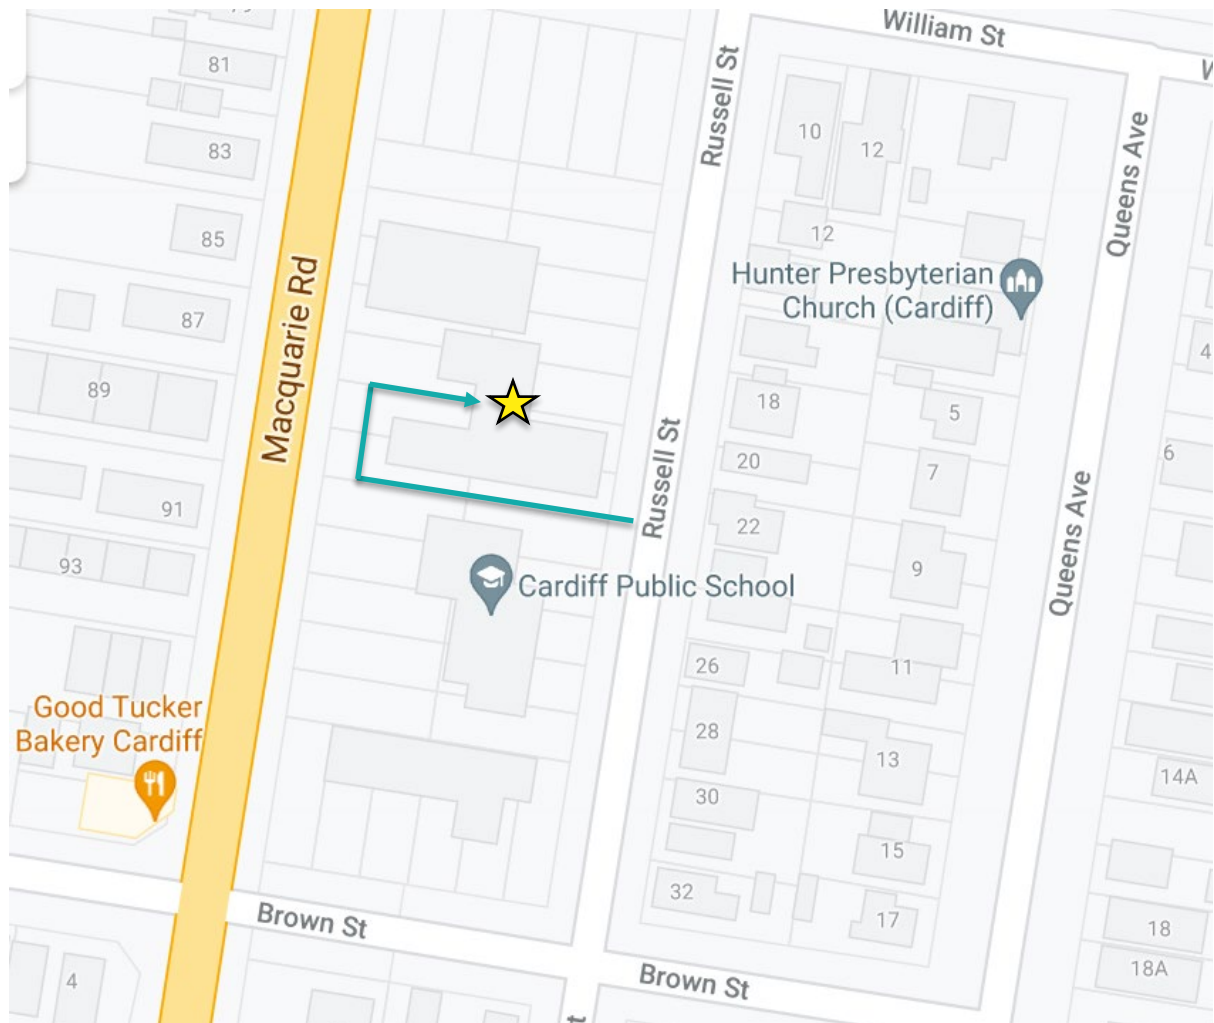 William St
81
Russell St
10
83
12
Queens Ave
12
85
Hunter Presbyterian
Church (Cardiff)
Macquarie Rd
87
4
89
18
5
Russell St
20
7
6
91
22
Queens Ave
93
9
Cardiff Public School
26
11
Good Tucker
Bakery Cardiff
28
13
14A
30
15
32
17
Brown St
18
18A
4
Brown St